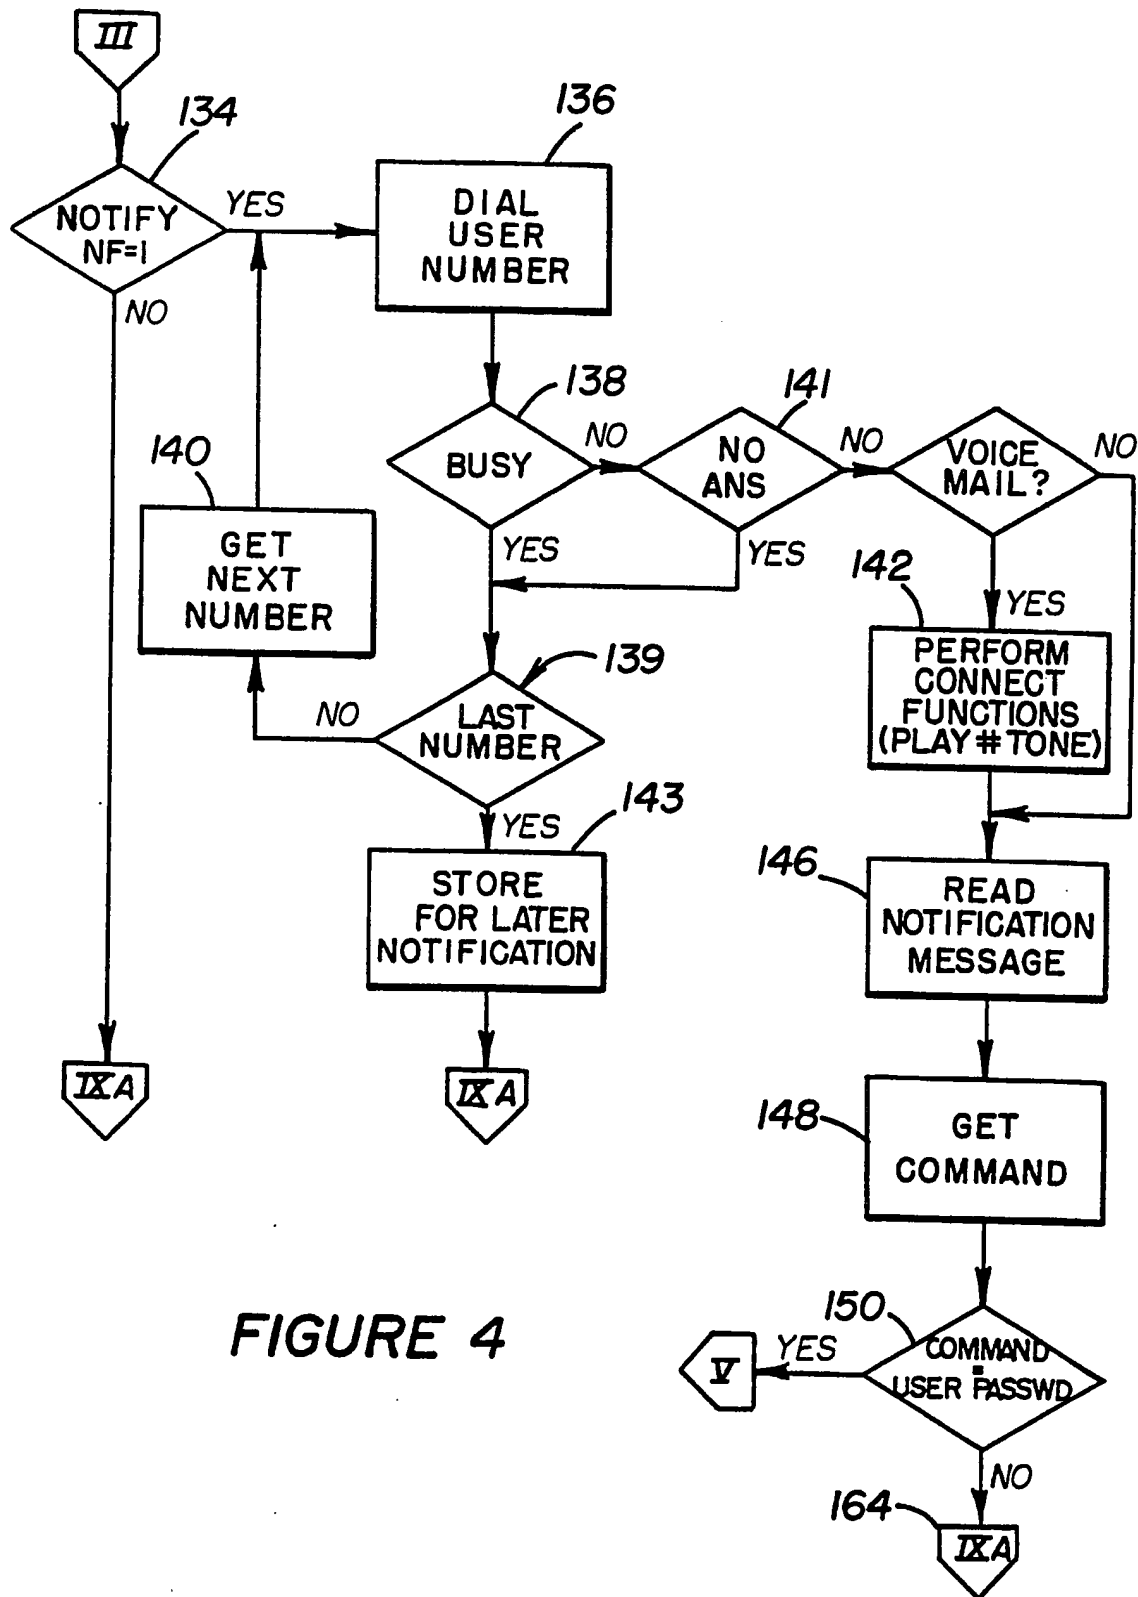 III
134
NOTIFY
NF=1
YES
NO
136
DIAL
USER
NUMBER
138
BUSY
NO
YES
141
NO
ANS
NO
YES
VOICE
MAIL?
NO
YES
140
GET
NEXT
NUMBER
139
LAST
NUMBER
NO
YES
142
PERFORM
CONNECT
FUNCTIONS
(PLAY # TONE)
143
STORE
FOR LATER
NOTIFICATION
146
READ
NOTIFICATION
MESSAGE
IX A
IX A
148
GET
COMMAND
150
COMMAND
=
USER PASSWD
YES
V
NO
164
IX A
FIGURE 4